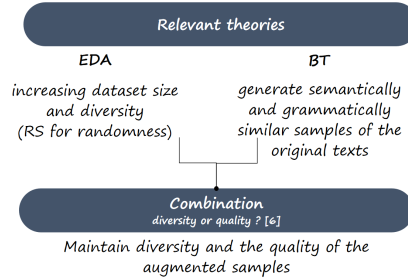 Relevant theories
EDA
increasing dataset size
and diversity
(RS for randomness)
BT
generate semantically
and grammatically
similar samples of the
original texts
Combination
diversity or quality ? [6]
Maintain diversity and the quality of the
augmented samples